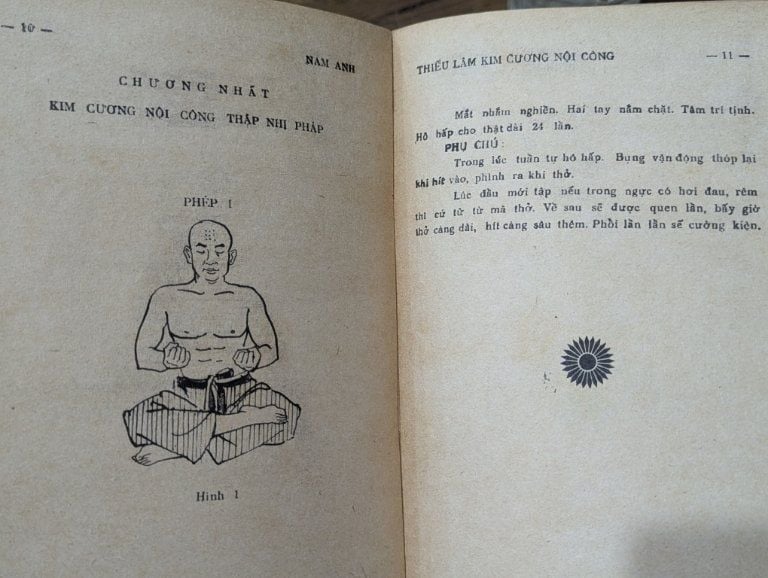 — 10 —
NAM ANH
CHƯƠNG NHẤT
KIM CƯƠNG NỘI CÔNG THẬP NHỊ PHÁP
PHÉP 1
Hình 1
THIẾU LÂM KIM CƯƠNG NỘI CÔNG — 11 —
Mắt nhắm nghiền. Hai tay nắm chặt. Tâm trí tịnh.
Hô hấp cho thật dài 24 lần.
PHỤ CHÚ :
Trong lúc tuần tự hô hấp. Bụng vận động thóp lại
khi hít vào, phình ra khi thở.
Lúc đầu mới tập nếu trong ngực có hơi đau, rêm
thì cứ từ từ mà thở. Về sau sẽ được quen lần, bấy giờ
thở càng dài, hít càng sâu thêm. Phổi lần lần sẽ cường kiện.